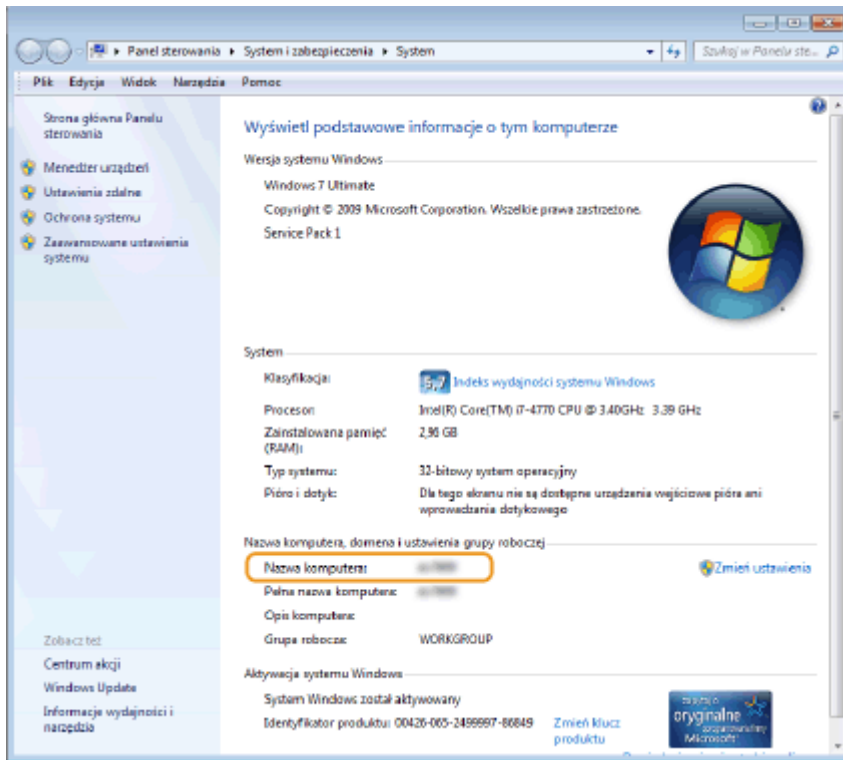 Panel sterowania ▸ System i zabezpieczenia ▸ System
Szukaj w Panelu ste...
Plik Edycja Widok Narzędzia Pomoc
Strona główna Panelu
sterowania
Menedżer urządzeń
Ustawienia zdalne
Ochrona systemu
Zaawansowane ustawienia
systemu
Zobacz też
Centrum akcji
Windows Update
Informacje wydajności i
narzędzia
Wyświetl podstawowe informacje o tym komputerze
Wersja systemu Windows
Windows 7 Ultimate
Copyright © 2009 Microsoft Corporation. Wszelkie prawa zastrzeżone.
Service Pack 1
System
Klasyfikacja: 5,7 Indeks wydajności systemu Windows
Procesor: Intel(R) Core(TM) i7-4770 CPU @ 3.40GHz 3.39 GHz
Zainstalowana pamięć 2,96 GB
(RAM):
Typ systemu: 32-bitowy system operacyjny
Pióro i dotyk: Dla tego ekranu nie są dostępne urządzenia wejściowe pióra ani
wprowadzania dotykowego
Nazwa komputera, domena i ustawienia grupy roboczej
Nazwa komputera: Zmień ustawienia
Pełna nazwa komputera:
Opis komputera:
Grupa robocza: WORKGROUP
Aktywacja systemu Windows
System Windows został aktywowany
Identyfikator produktu: 00426-065-2499997-86849 Zmień klucz
produktu
oryginalne
oprogramowanie
Microsoft